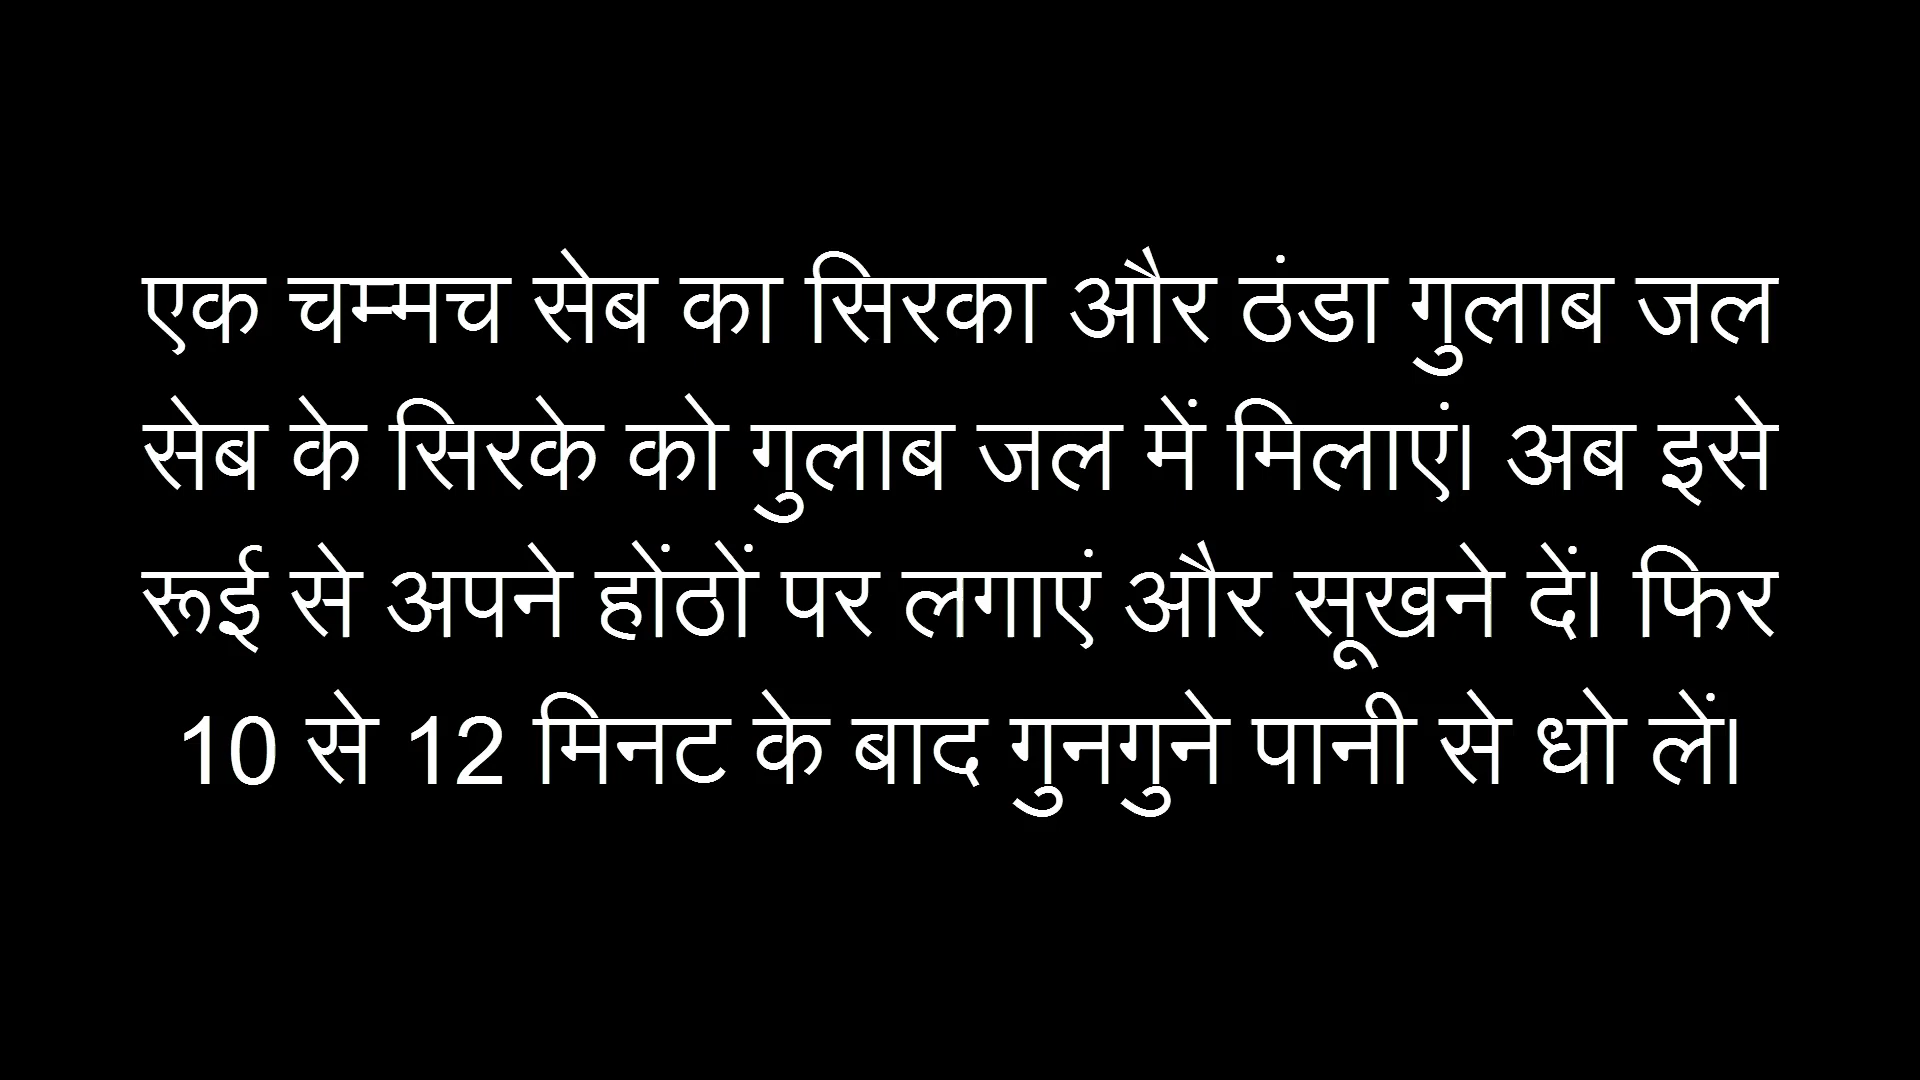 एक चम्मच सेब का सिरका और ठंडा गुलाब जल
सेब के सिरके को गुलाब जल में मिलाएं। अब इसे
रूई से अपने होंठों पर लगाएं और सूखने दें। फिर
10 से 12 मिनट के बाद गुनगुने पानी से धो लें।